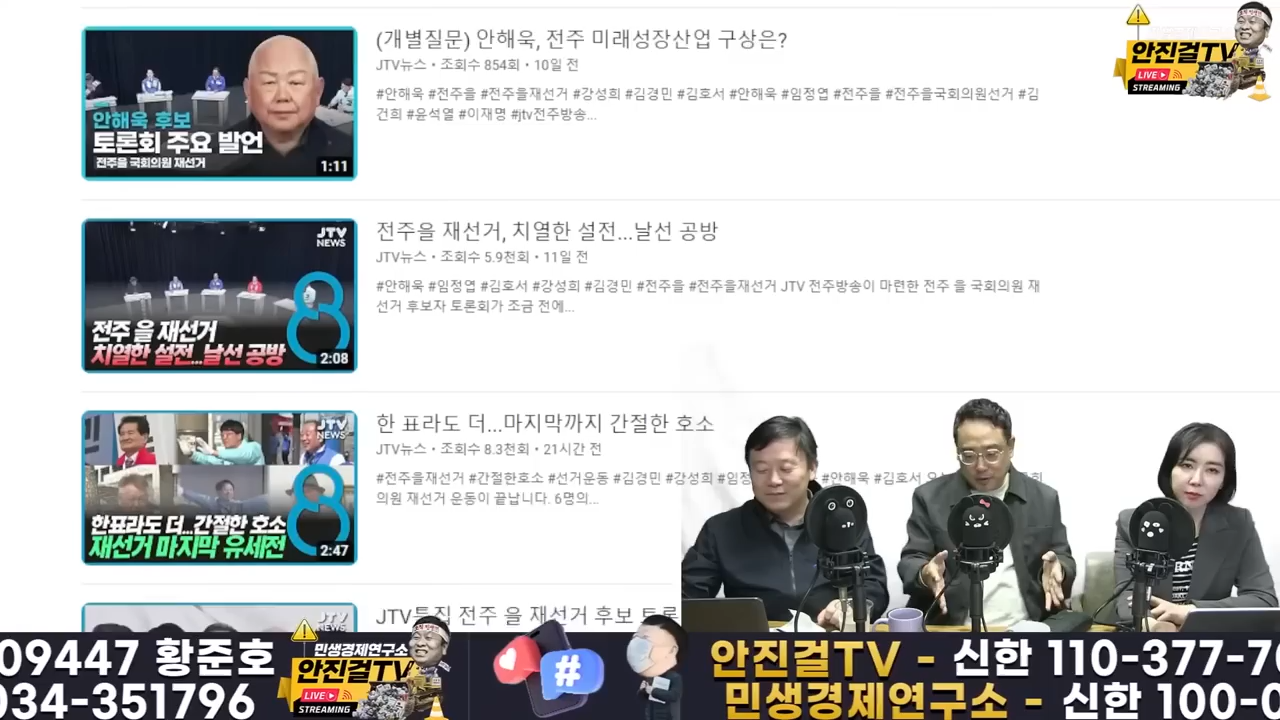 (개별질문) 안해욱, 전주 미래성장산업 구상은?
JTV뉴스 • 조회수 854회 • 10일 전
#안해욱 #전주을 #전주을재선거 #강성희 #김경민 #김호서 #안해욱 #임정엽 #전주을 #전주을국회의원선거 #김
건희 #윤석열 #이재명 #jtv전주방송...
안해욱 후보
토론회 주요 발언
전주을 국회의원 재선거
1:11
안진걸TV
LIVE
STREAMING
전주을 재선거, 치열한 설전...날선 공방
JTV뉴스 • 조회수 5.9천회 • 11일 전
#안해욱 #임정엽 #김호서 #강성희 #김경민 #전주을 #전주을재선거 JTV 전주방송이 마련한 전주 을 국회의원 재
선거 후보자 토론회가 조금 전에...
JTV
NEWS
8
전주 을 재선거
치열한 설전...날선 공방
2:08
한 표라도 더...마지막까지 간절한 호소
JTV뉴스 • 조회수 8.3천회 • 21시간 전
#전주을재선거 #간절한호소 #선거운동 #김경민 #강성희 #임정 #안해욱 #김호서
의원 재선거 운동이 끝납니다. 6명의...
JTV
NEWS
8
한표라도 더...간절한 호소
재선거 마지막 유세전
2:47
JTV특집 전주 을 재선거 후보 토론
JTV
09447 황준호
034-351796
민생경제연구소
안진걸TV
LIVE
STREAMING
#
안진걸TV - 신한 110-377-70
민생경제연구소 - 신한 100-0